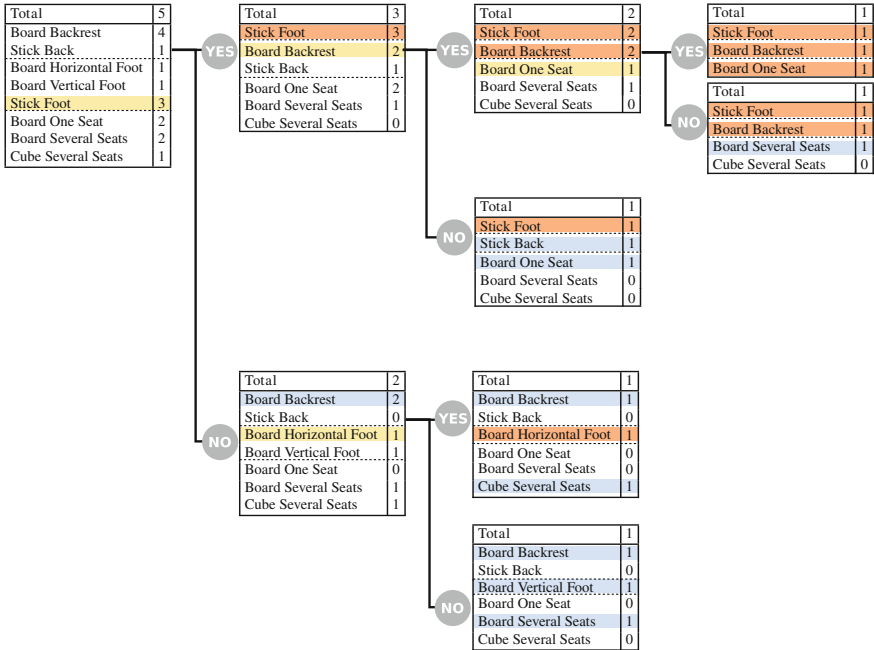 Total 5
Board Backrest 4
Stick Back 1
Board Horizontal Foot 1
Board Vertical Foot 1
Stick Foot 3
Board One Seat 2
Board Several Seats 2
Cube Several Seats 1
YES
Total 3
Stick Foot 3
Board Backrest 2
Stick Back 1
Board One Seat 2
Board Several Seats 1
Cube Several Seats 0
YES
Total 2
Stick Foot 2
Board Backrest 2
Board One Seat 1
Board Several Seats 1
Cube Several Seats 0
YES
Total 1
Stick Foot 1
Board Backrest 1
Board One Seat 1
NO
Total 1
Stick Foot 1
Board Backrest 1
Board Several Seats 1
Cube Several Seats 0
NO
Total 1
Stick Foot 1
Stick Back 1
Board One Seat 1
Board Several Seats 0
Cube Several Seats 0
NO
Total 2
Board Backrest 2
Stick Back 0
Board Horizontal Foot 1
Board Vertical Foot 1
Board One Seat 0
Board Several Seats 1
Cube Several Seats 1
YES
Total 1
Board Backrest 1
Stick Back 0
Board Horizontal Foot 1
Board One Seat 0
Board Several Seats 0
Cube Several Seats 1
NO
Total 1
Board Backrest 1
Stick Back 0
Board Vertical Foot 1
Board One Seat 0
Board Several Seats 1
Cube Several Seats 0